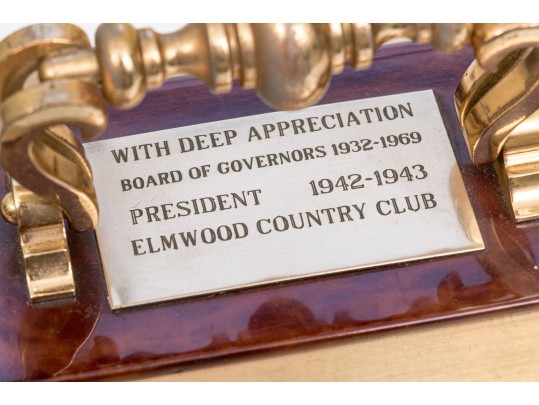 WITH DEEP APPRECIATION
BOARD OF GOVERNORS 1932-1969
PRESIDENT 1942-1943
ELMWOOD COUNTRY CLUB